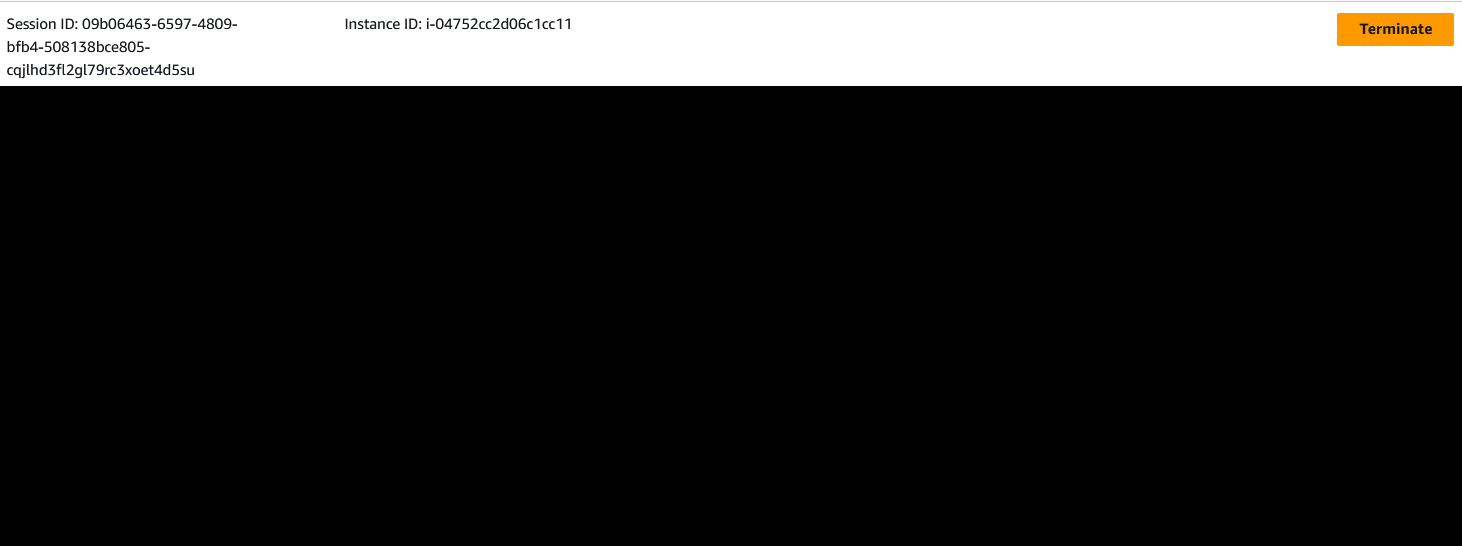 Session ID: 09b06463-6597-4809-
bfb4-508138bce805-
cqjlhd3fl2gl79rc3xoet4d5su
Instance ID: i-04752cc2d06c1cc11
Terminate